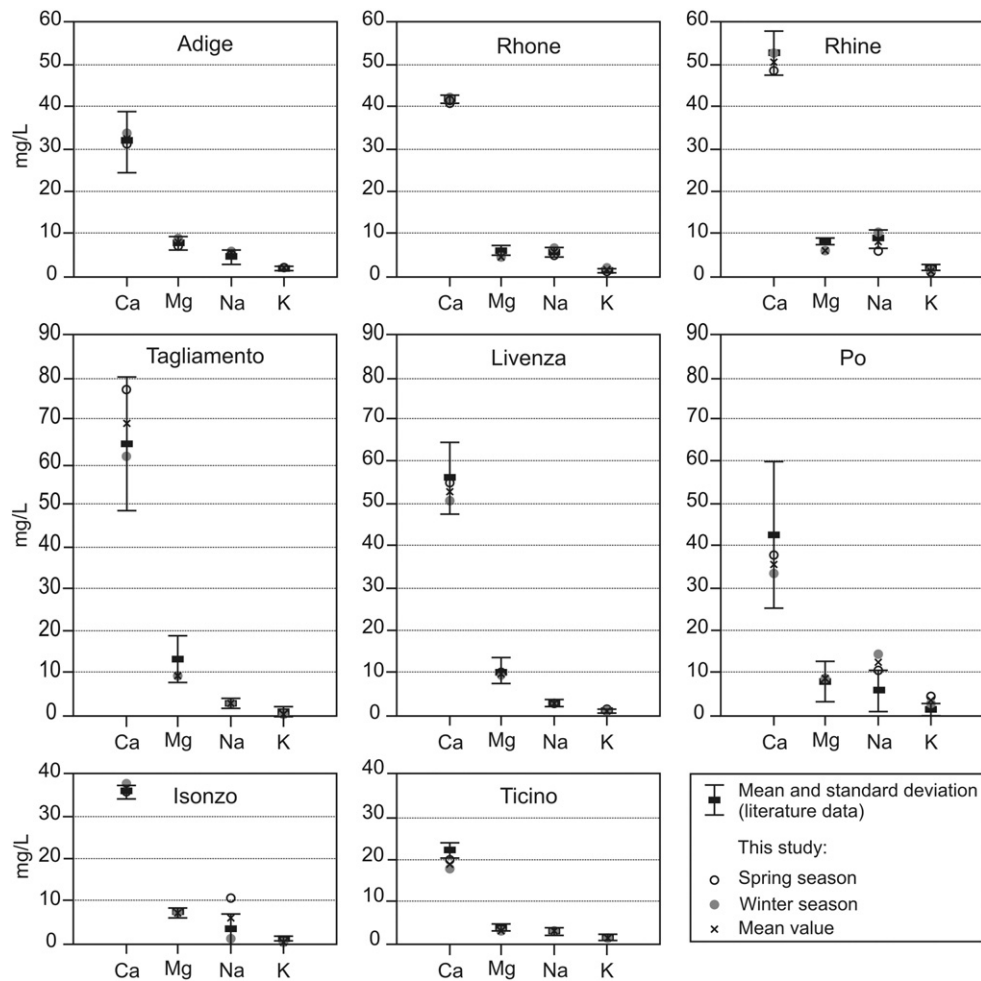 Adige
Rhone
Rhine
mg/L
60
50
40
30
20
10
0
60
50
40
30
20
10
0
60
50
40
30
20
10
0
Ca Mg Na K
Ca Mg Na K
Ca Mg Na K
Tagliamento
Livenza
Po
mg/L
90
80
70
60
50
40
30
20
10
0
90
80
70
60
50
40
30
20
10
0
90
80
70
60
50
40
30
20
10
0
Ca Mg Na K
Ca Mg Na K
Ca Mg Na K
Isonzo
Ticino
mg/L
40
30
20
10
0
40
30
20
10
0
Ca Mg Na K
Ca Mg Na K
Mean and standard deviation
(literature data)
This study:
Spring season
Winter season
Mean value